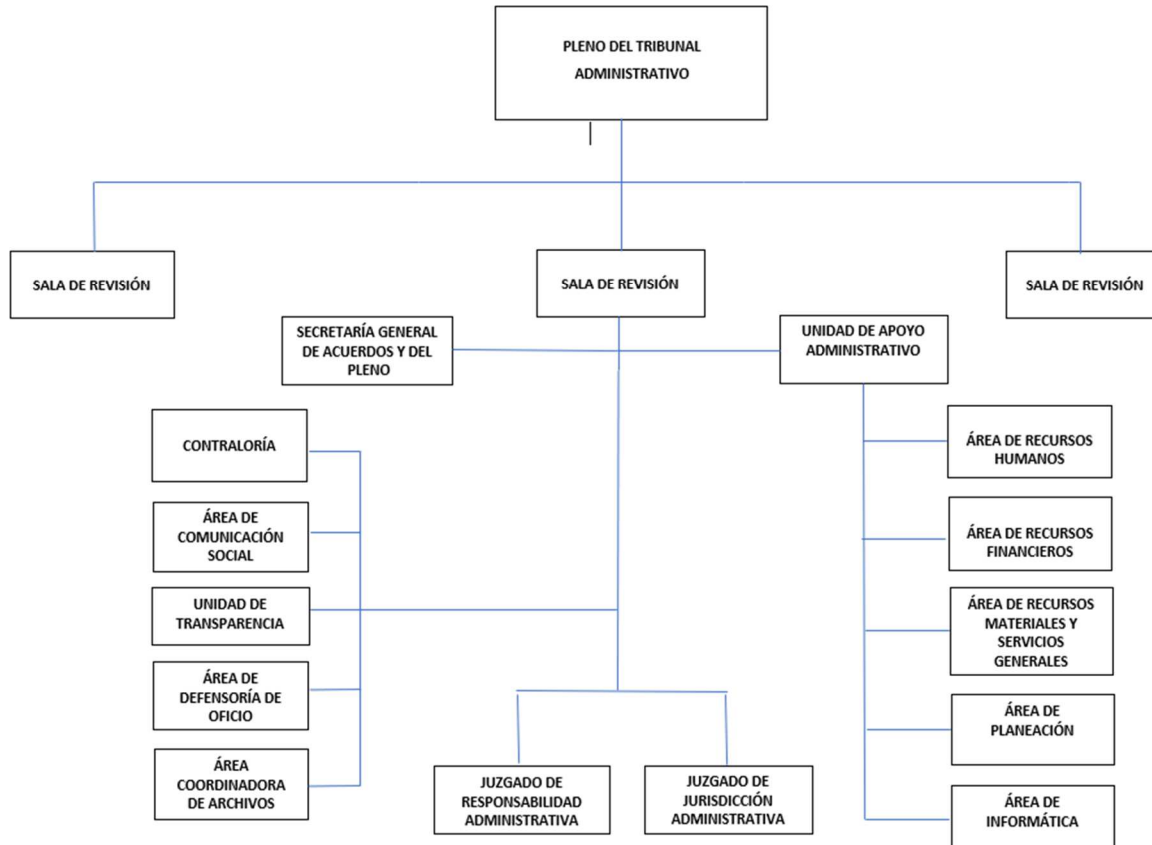 PLENO DEL TRIBUNAL
ADMINISTRATIVO
SALA DE REVISIÓN
SALA DE REVISIÓN
SALA DE REVISIÓN
SECRETARÍA GENERAL
DE ACUERDOS Y DEL
PLENO
UNIDAD DE APOYO
ADMINISTRATIVO
CONTRALORÍA
ÁREA DE
COMUNICACIÓN
SOCIAL
UNIDAD DE
TRANSPARENCIA
ÁREA DE
DEFENSORÍA DE
OFICIO
ÁREA
COORDINADORA
DE ARCHIVOS
JUZGADO DE
RESPONSABILIDAD
ADMINISTRATIVA
JUZGADO DE
JURISDICCIÓN
ADMINISTRATIVA
ÁREA DE RECURSOS
HUMANOS
ÁREA DE RECURSOS
FINANCIEROS
ÁREA DE RECURSOS
MATERIALES Y
SERVICIOS
GENERALES
ÁREA DE
PLANEACIÓN
ÁREA DE
INFORMÁTICA